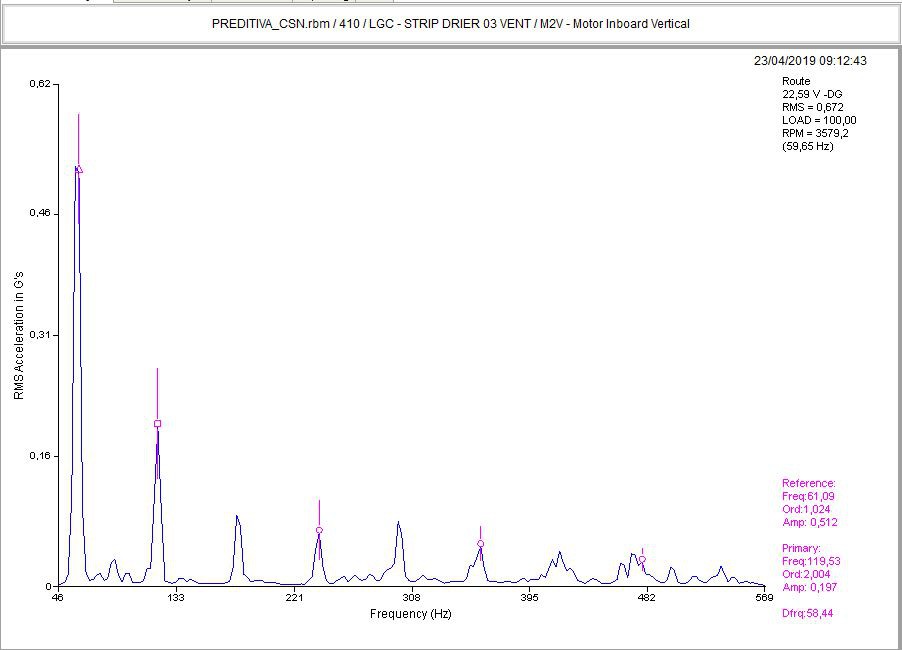 PREDITIVA_CSN.rbm / 410 / LGC - STRIP DRIER 03 VENT / M2V - Motor Inboard Vertical
23/04/2019 09:12:43
Route
22,59 V -DG
RMS = 0,672
LOAD = 100,00
RPM = 3579,2
(59,65 Hz)
0,62
0,46
0,31
0,16
0
RMS Acceleration in G's
46 133 221 308 395 482 569
Frequency (Hz)
Reference:
Freq:61,09
Ord:1,024
Amp: 0,512
Primary:
Freq:119,53
Ord:2,004
Amp: 0,197
Dfrq:58,44